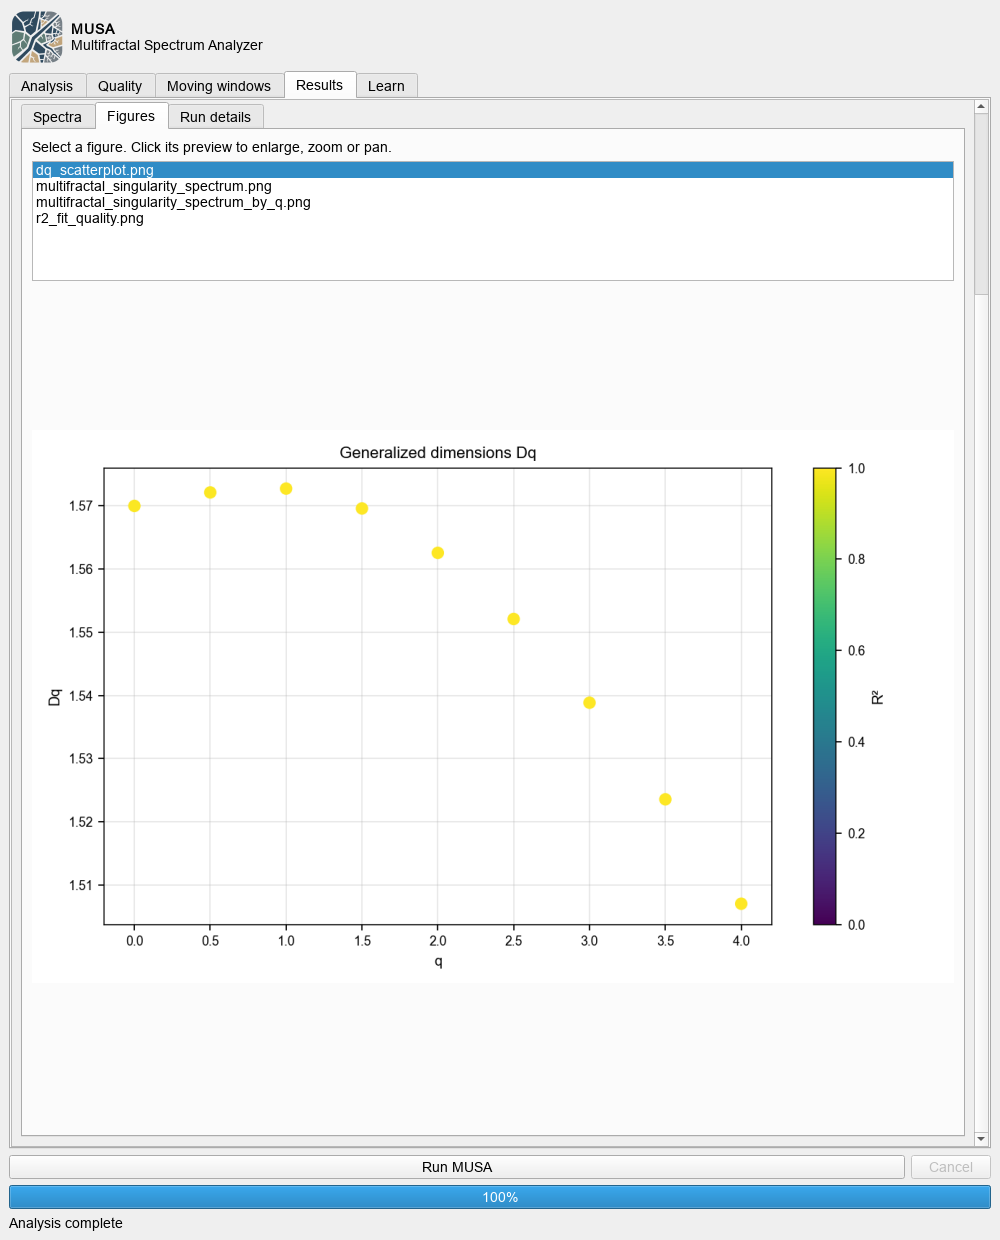 MUSA
Multifractal Spectrum Analyzer
Analysis Quality Moving windows Results Learn
Spectra Figures Run details
Select a figure. Click its preview to enlarge, zoom or pan.
dq_scatterplot.png
multifractal_singularity_spectrum.png
multifractal_singularity_spectrum_by_q.png
r2_fit_quality.png
Generalized dimensions Dq
1.57
1.56
1.55
1.54
1.53
1.52
1.51
Dq
0.0 0.5 1.0 1.5 2.0 2.5 3.0 3.5 4.0
q
1.0
0.8
0.6
0.4
0.2
0.0
R²
Run MUSA Cancel
100%
Analysis complete